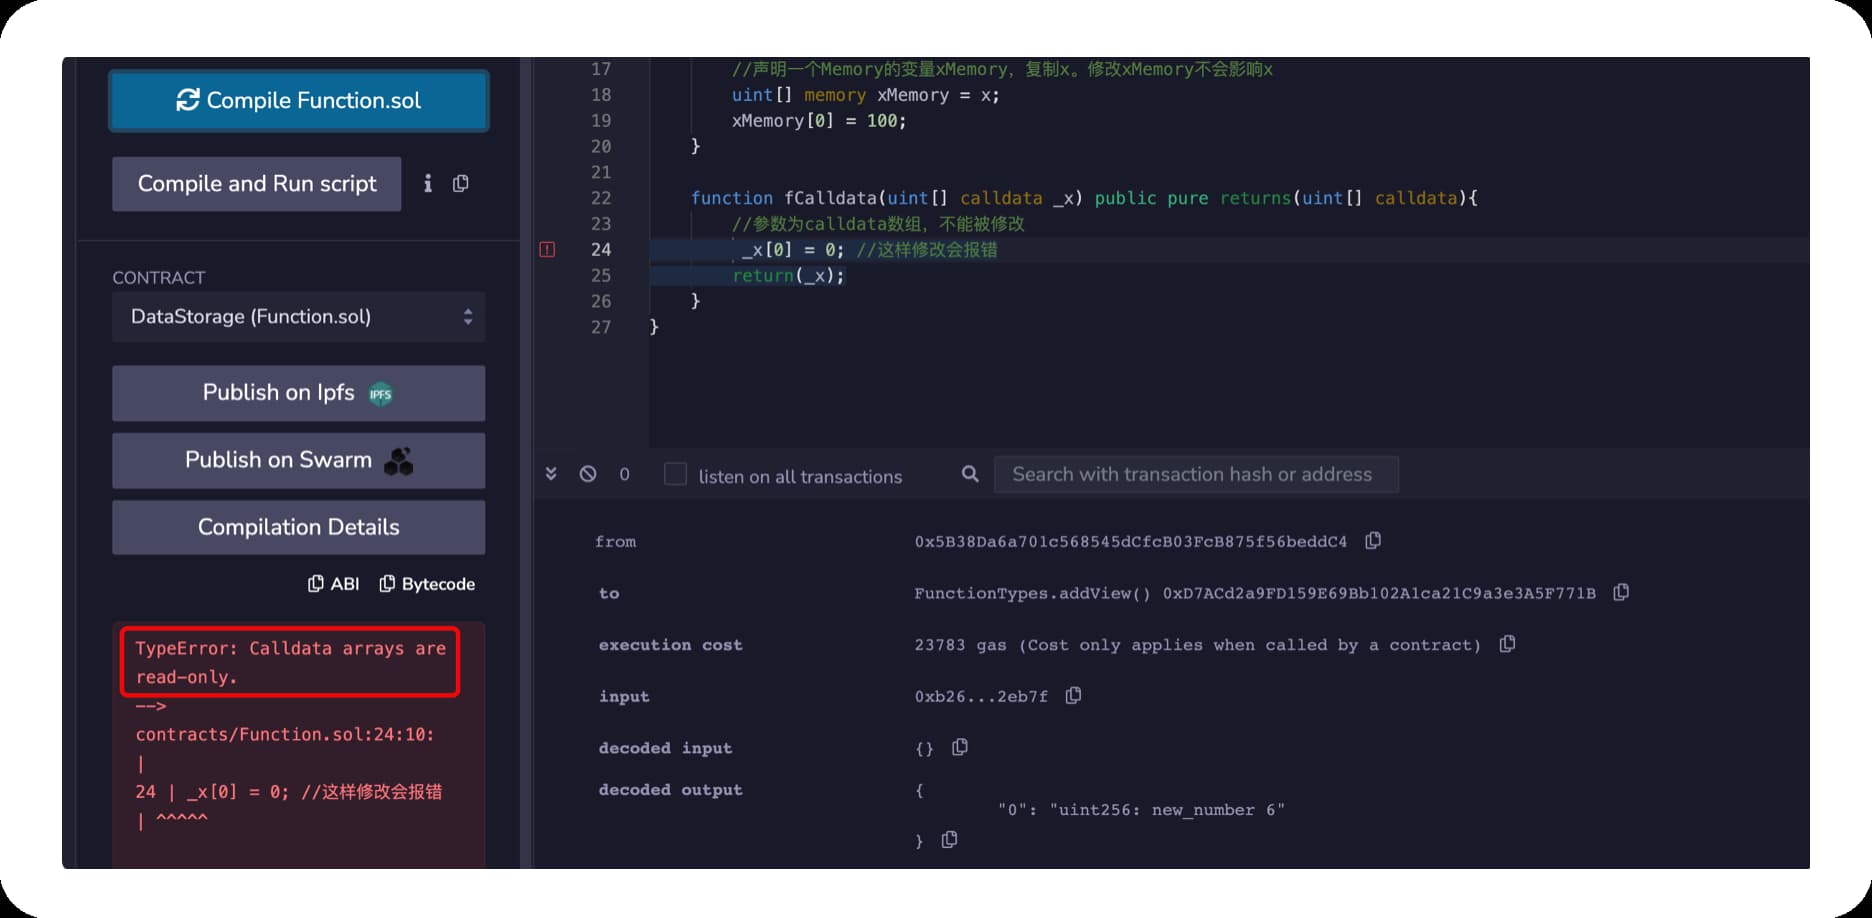 Compile Function.sol
Compile and Run script
CONTRACT
DataStorage (Function.sol)
Publish on Ipfs
IPFS
Publish on Swarm
Compilation Details
ABI
Bytecode
TypeError: Calldata arrays are
read-only.
-->
contracts/Function.sol:24:10:
|
24 | _x[0] = 0; //这样修改会报错
| ^^^^^
17 //声明一个Memory的变量xMemory，复制x。修改xMemory不会影响x
18 uint[] memory xMemory = x;
19 xMemory[0] = 100;
20 }
21
22 function fCalldata(uint[] calldata _x) public pure returns(uint[] calldata){
23 //参数为calldata数组，不能被修改
24 _x[0] = 0; //这样修改会报错
25 return(_x);
26 }
27 }
0 listen on all transactions Search with transaction hash or address
from 0x5B38Da6a701c568545dCfcB03FcB875f56beddC4
to FunctionTypes.addView() 0xD7ACd2a9FD159E69Bb102A1ca21C9a3e3A5F771B
execution cost 23783 gas (Cost only applies when called by a contract)
input 0xb26...2eb7f
decoded input {}
decoded output {
"0": "uint256: new_number 6"
}